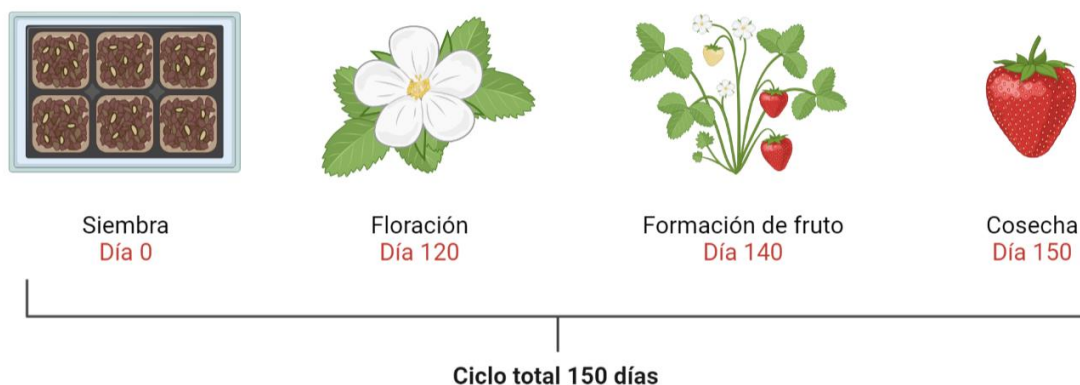 Siembra
Día 0
Floración
Día 120
Formación de fruto
Día 140
Cosecha
Día 150
Ciclo total 150 días